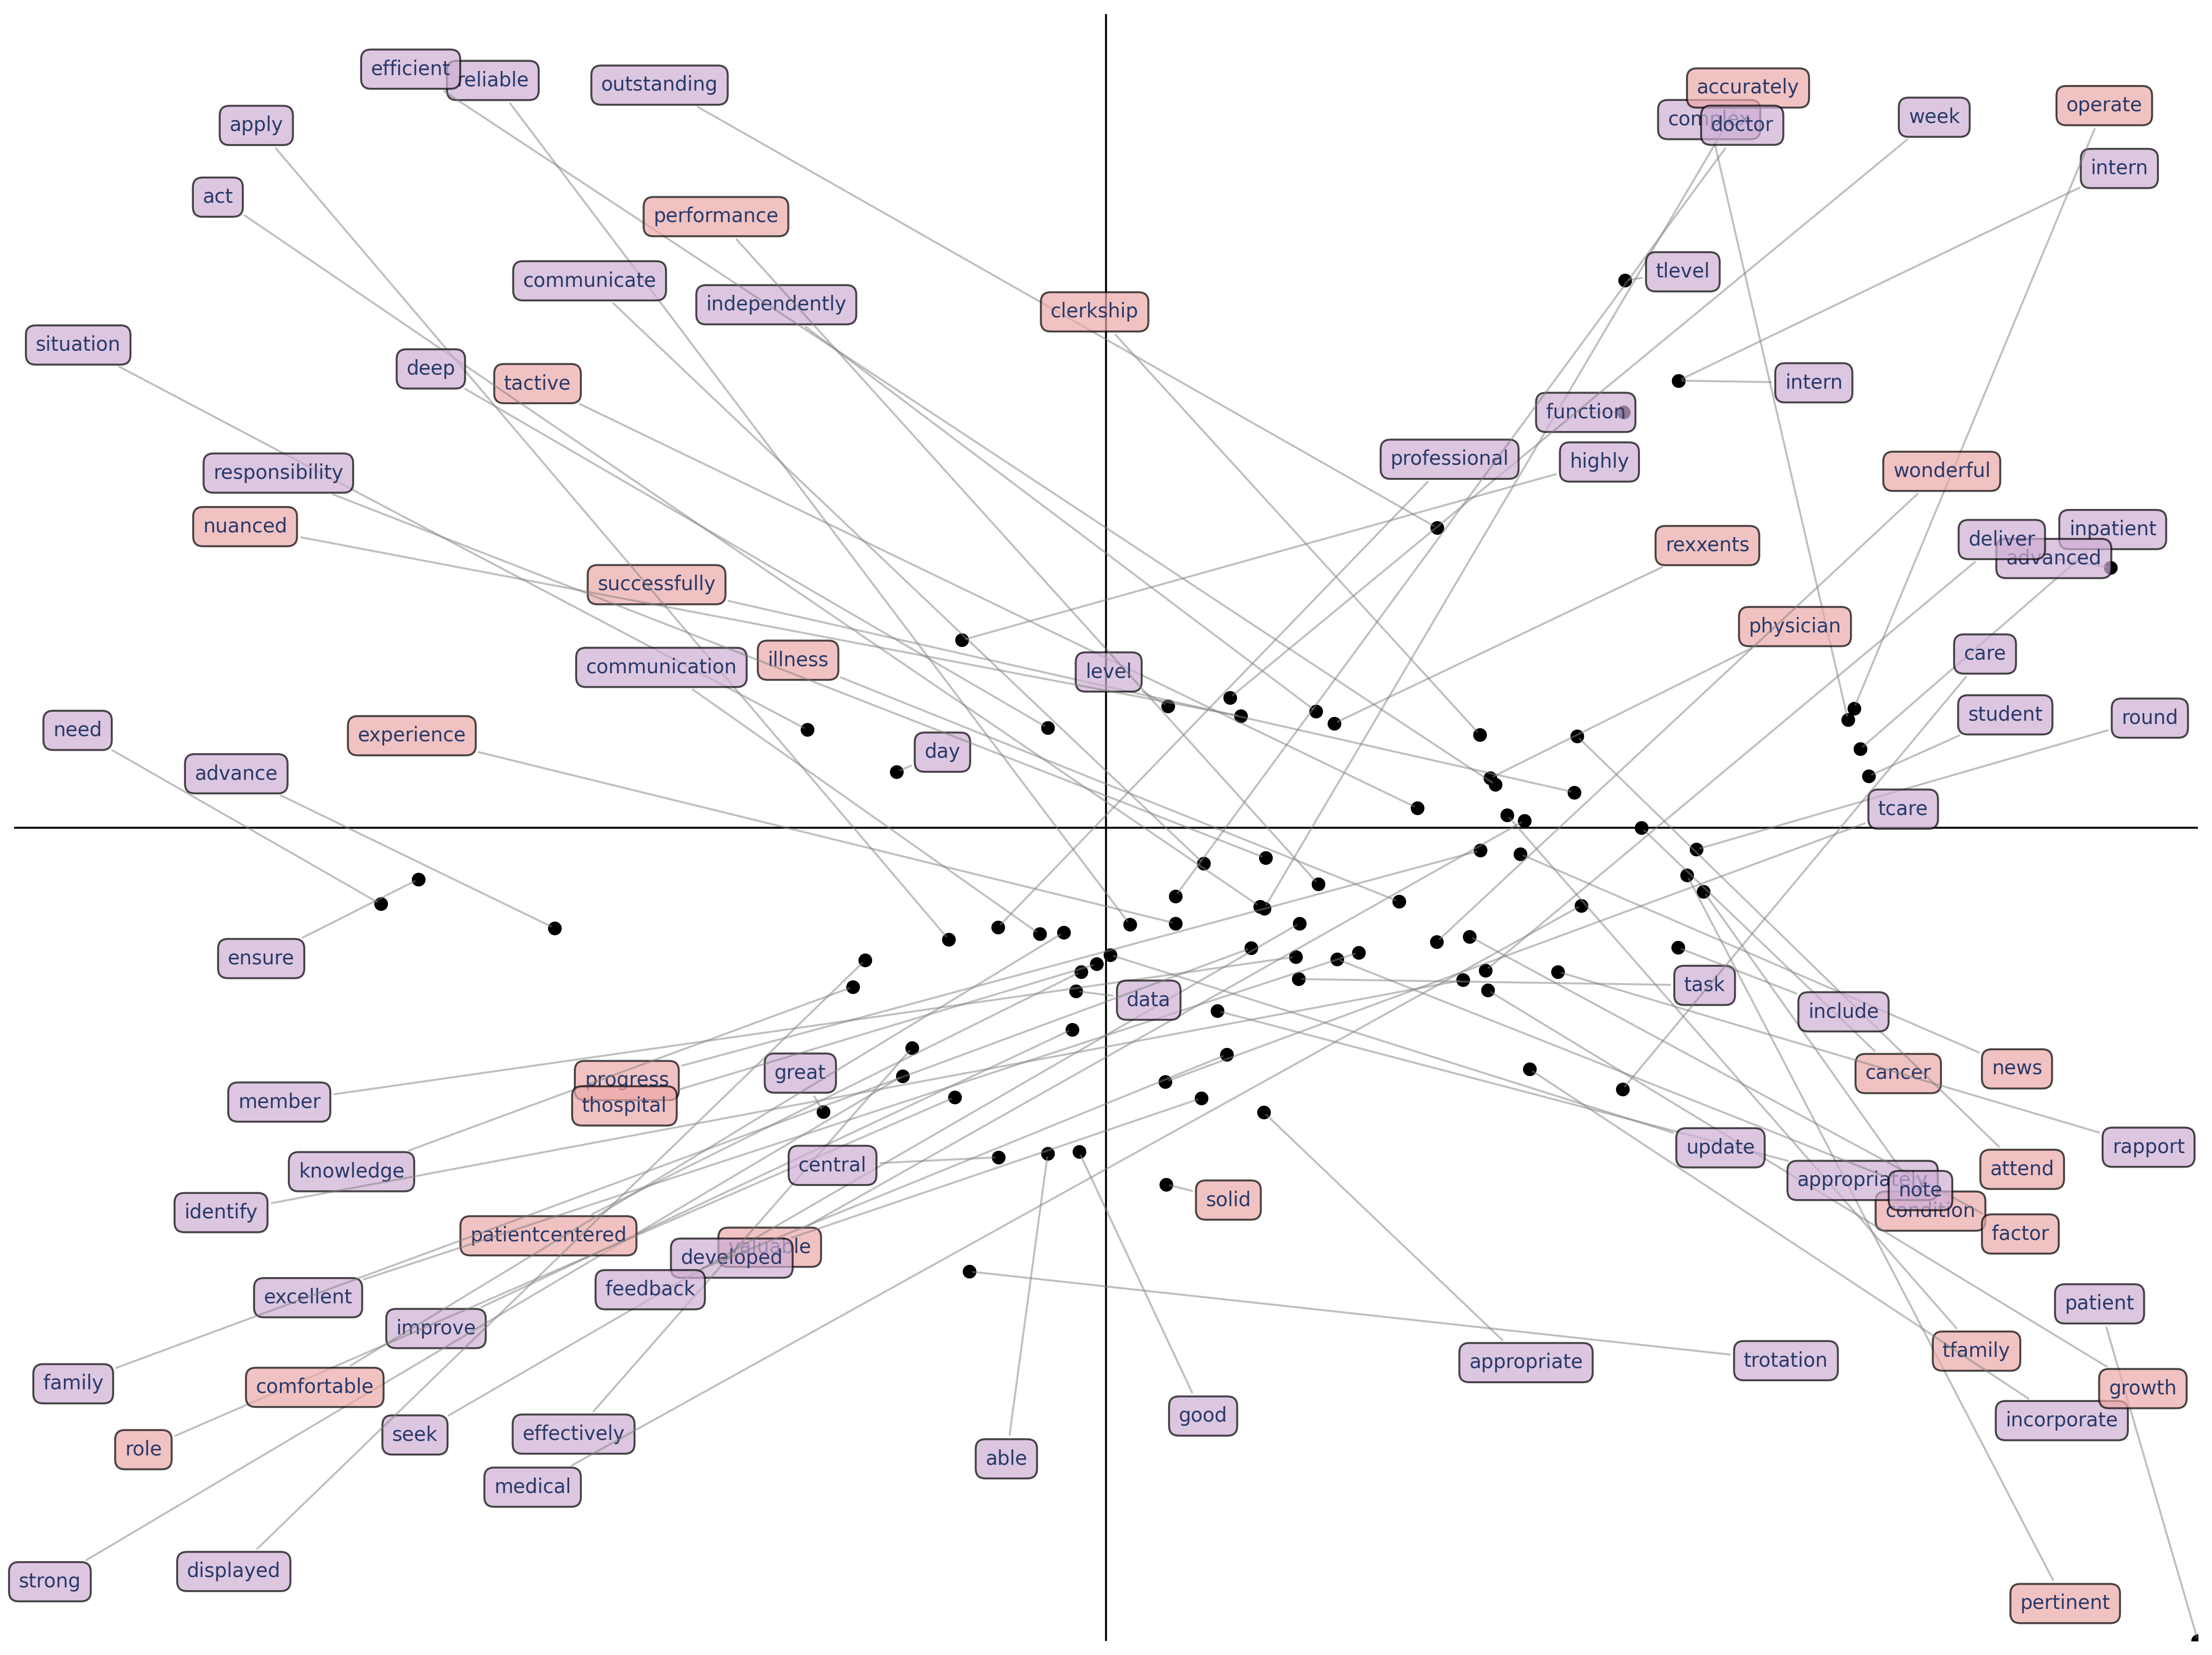 efficient
reliable
outstanding
accurately
complex
doctor
week
operate
apply
intern
act
performance
tlevel
communicate
independently
clerkship
situation
deep
tactive
intern
function
professional
highly
responsibility
wonderful
nuanced
inpatient
deliver
advanced
rexxents
successfully
physician
communication
illness
level
care
need
experience
day
student
round
advance
tcare
ensure
data
task
include
member
progress
thospital
great
cancer
news
knowledge
central
update
rapport
identify
solid
appropriately
note
attend
condition
factor
patientcentered
valuable
developed
feedback
excellent
improve
patient
family
comfortable
appropriate
trotation
tfamily
growth
role
seek
effectively
good
incorporate
able
medical
strong
displayed
pertinent